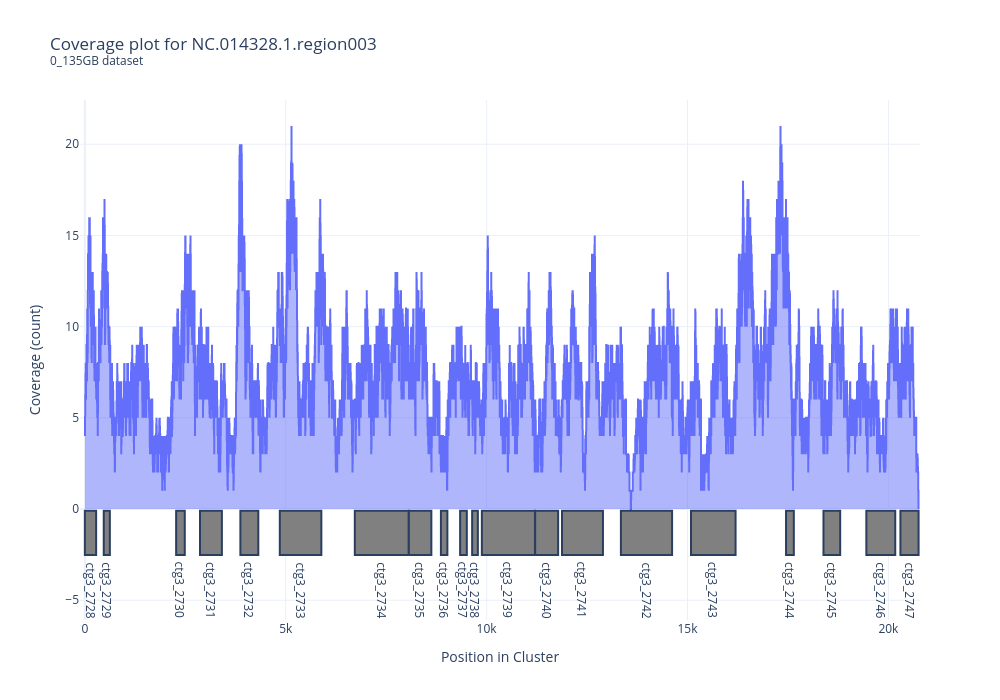 Coverage plot for NC.014328.1.region003
0_135GB dataset
20
15
10
5
0
−5
Coverage (count)
ctg3_2728
ctg3_2729
ctg3_2730
ctg3_2731
ctg3_2732
ctg3_2733
ctg3_2734
ctg3_2735
ctg3_2736
ctg3_2737
ctg3_2738
ctg3_2739
ctg3_2740
ctg3_2741
ctg3_2742
ctg3_2743
ctg3_2744
ctg3_2745
ctg3_2746
ctg3_2747
0
5k
10k
15k
20k
Position in Cluster